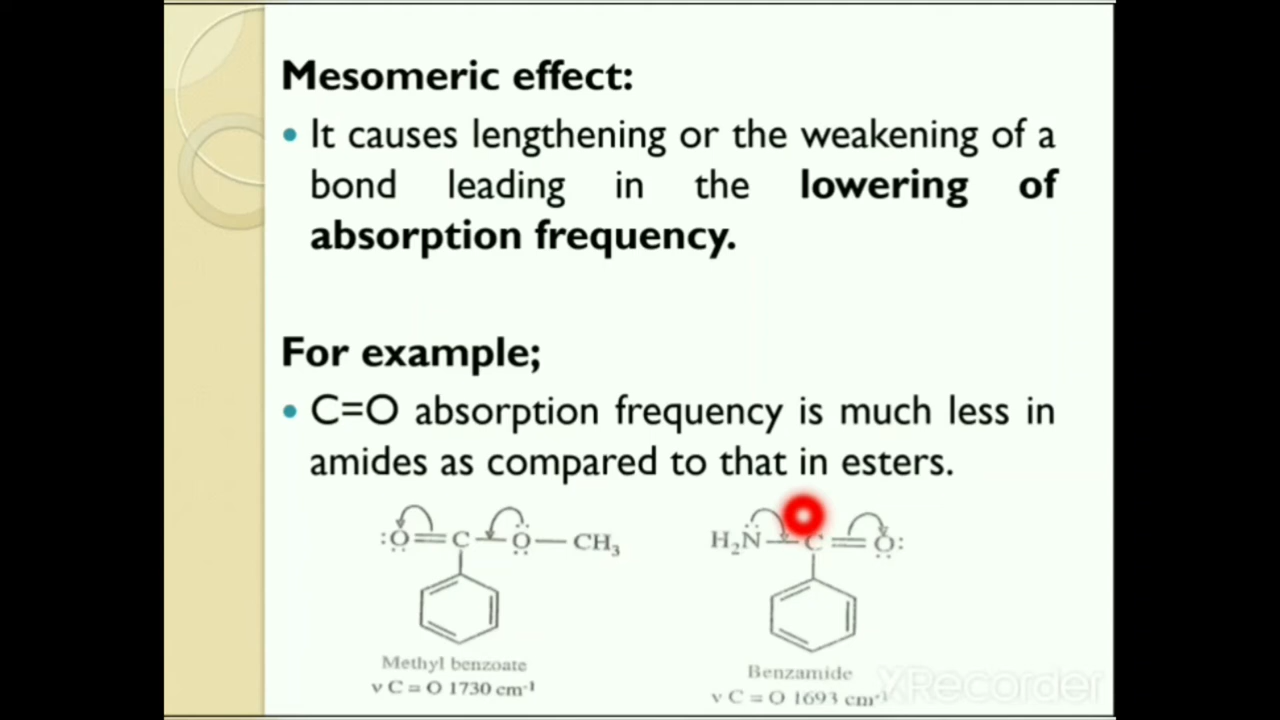 Mesomeric effect:
• It causes lengthening or the weakening of a
bond leading in the lowering of
absorption frequency.
For example;
• C=O absorption frequency is much less in
amides as compared to that in esters.
:O=C—O—CH₃
H₂N—C=O:
Methyl benzoate
ν C=O 1730 cm⁻¹
Benzamide
ν C=O 1693 cm⁻¹
XRecorder